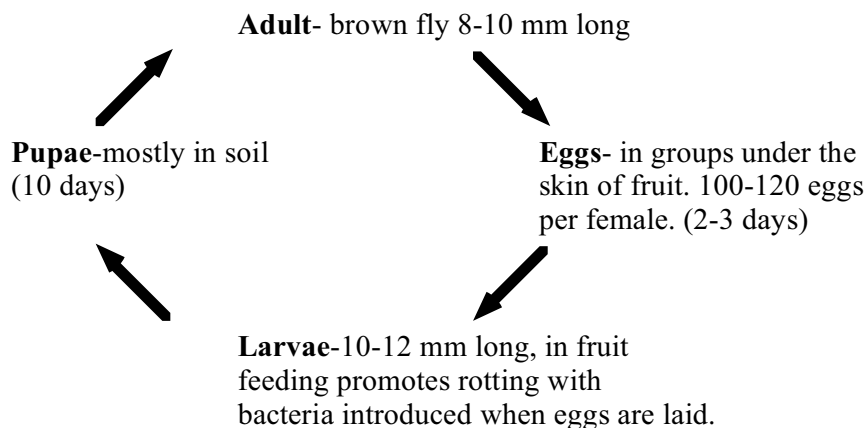 Adult- brown fly 8-10 mm long
Pupae-mostly in soil
(10 days)
Eggs- in groups under the
skin of fruit. 100-120 eggs
per female. (2-3 days)
Larvae-10-12 mm long, in fruit
feeding promotes rotting with
bacteria introduced when eggs are laid.